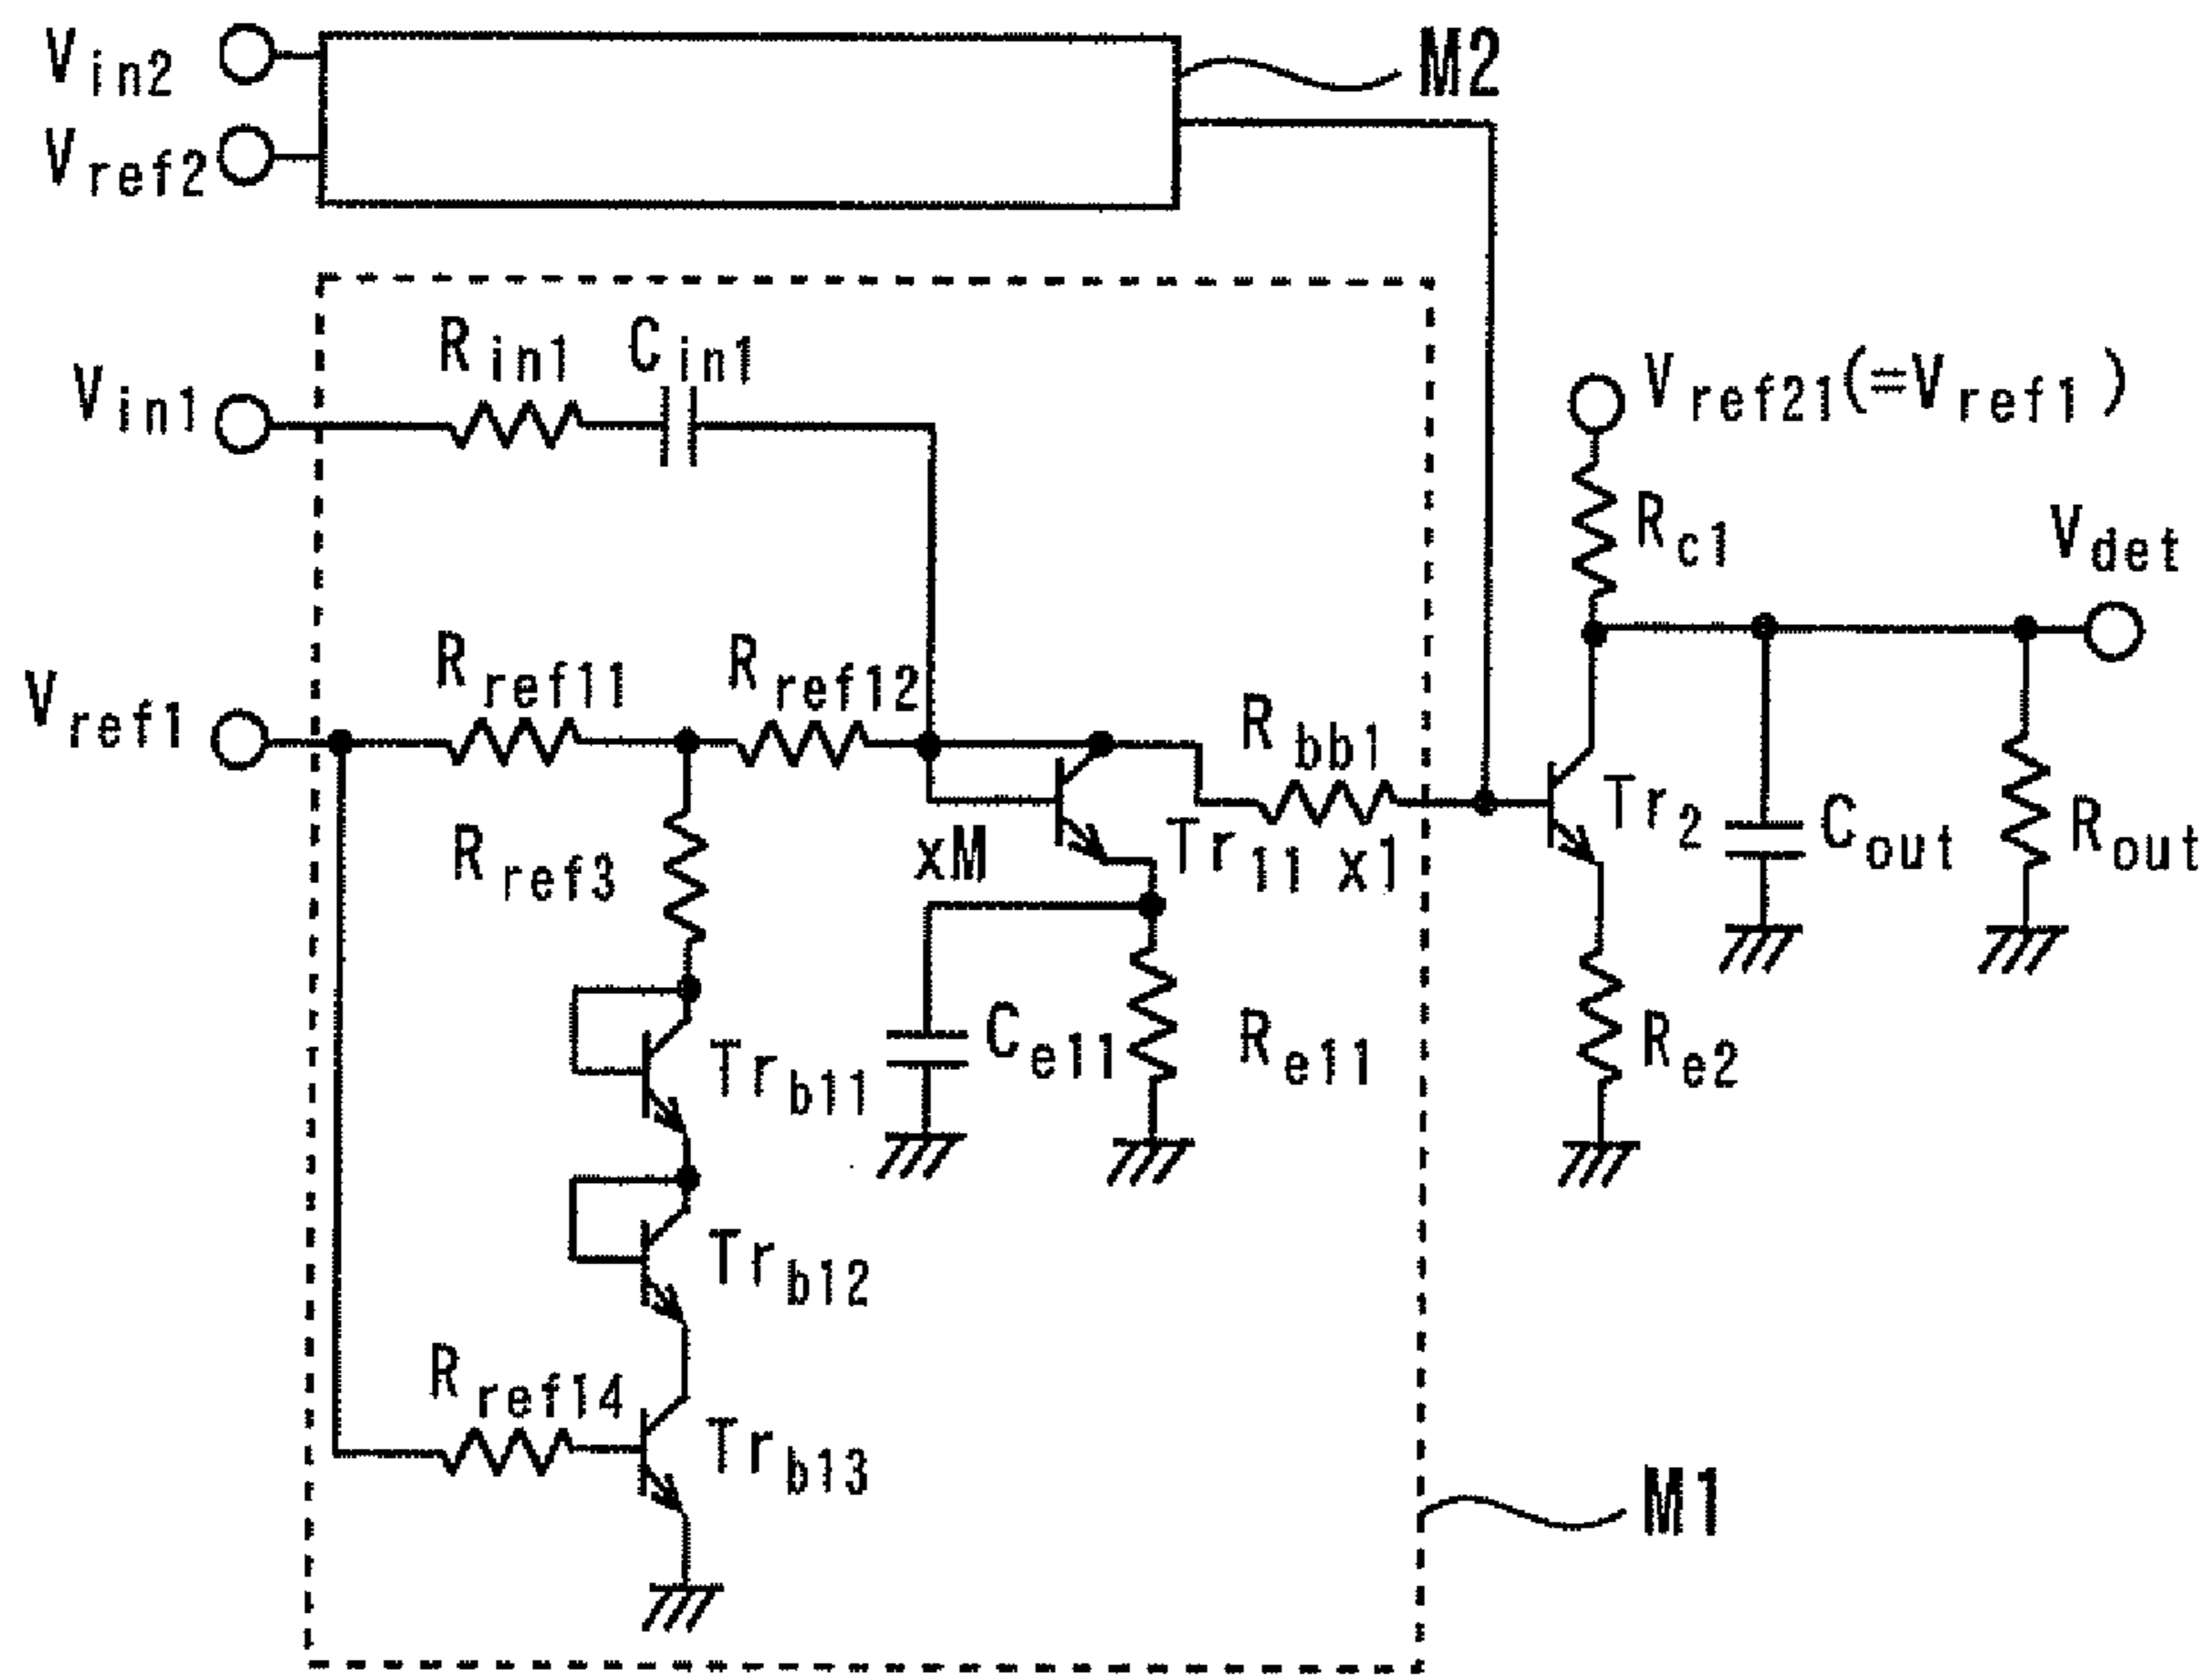 Vin2
M2
Vref2
Rin1
Cin1
Vin1
Vref21(=Vref1)
Rc1
Vdet
Rref11
Rref12
Vref1
Rbb1
Rref3
xM
Tr11
x1
Tr2
Cout
Rout
Trb11
Ce11
Re11
Re2
Trb12
Rref14
Trb13
M1